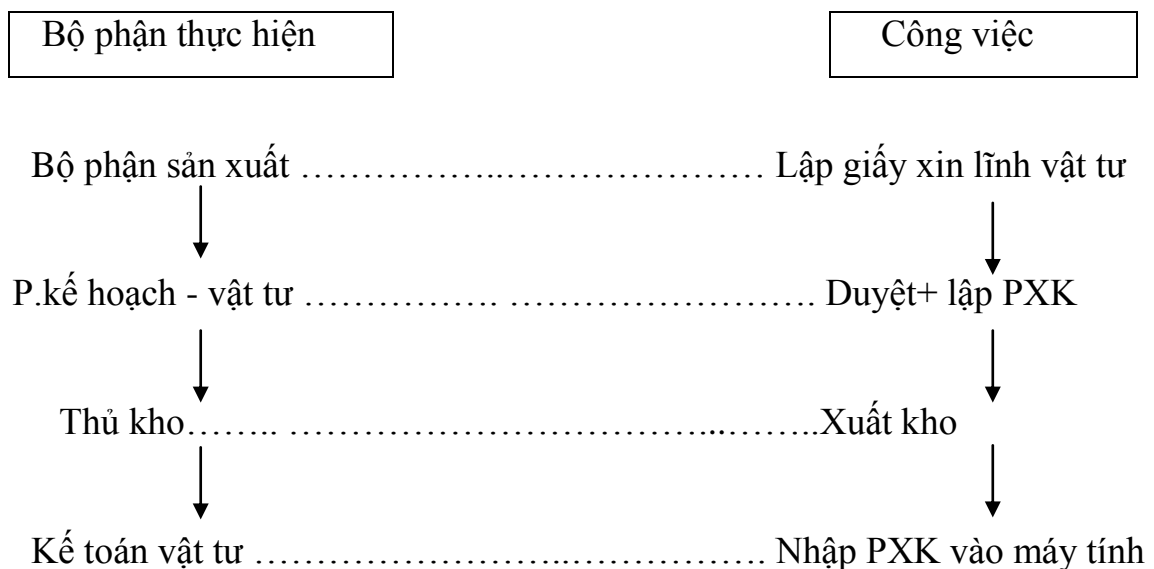 Bộ phận thực hiện Công việc
Bộ phận sản xuất ……………..………………… Lập giấy xin lĩnh vật tư
P.kế hoạch - vật tư ……………. ……………………. Duyệt+ lập PXK
Thủ kho…….. ……………………………...……..Xuất kho
Kế toán vật tư ………………………..……………. Nhập PXK vào máy tính